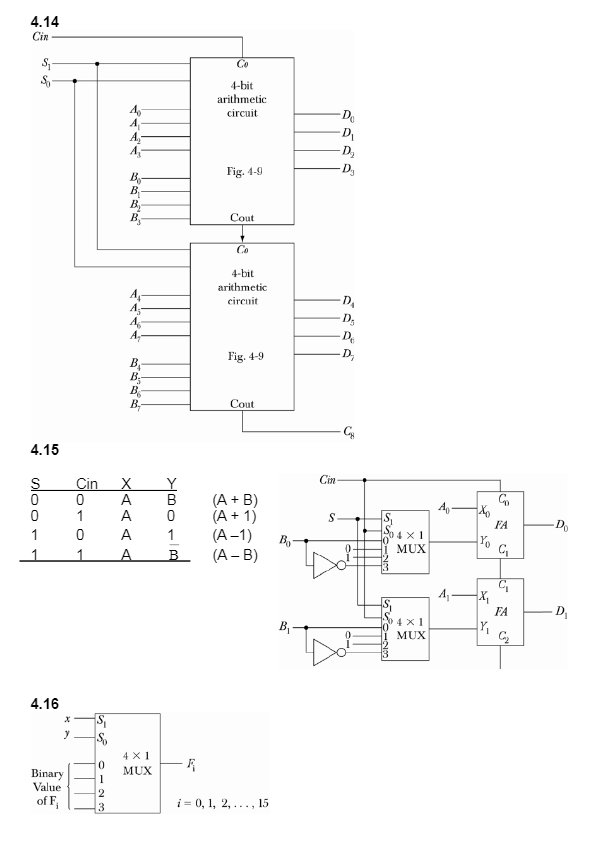 4.14
Cin
S₁
S₀
C₀
4-bit
arithmetic
circuit
A₀
A₁
A₂
A₃
Fig. 4-9
B₀
B₁
B₂
B₃
Cout
D₀
D₁
D₂
D₃
C₀
4-bit
arithmetic
circuit
A₄
A₅
A₆
A₇
Fig. 4-9
B₄
B₅
B₆
B₇
Cout
D₄
D₅
D₆
D₇
C₈
4.15
S Cin X Y
0 0 A B (A + B)
0 1 A 0 (A + 1)
1 0 A 1 (A –1)
1 1 A B̅ (A – B)
Cin
S
B₀
S₁
S₀
0
1
2
3
0
1
4 × 1
MUX
A₀
X₀
Y₀
C₀
FA
C₁
D₀
B₁
S₁
S₀
0
1
2
3
0
1
4 × 1
MUX
A₁
X₁
Y₁
C₁
FA
C₂
D₁
4.16
x
y
S₁
S₀
0
1
2
3
4 × 1
MUX
Fᵢ
Binary
Value
of Fᵢ
i = 0, 1, 2, . . . , 15